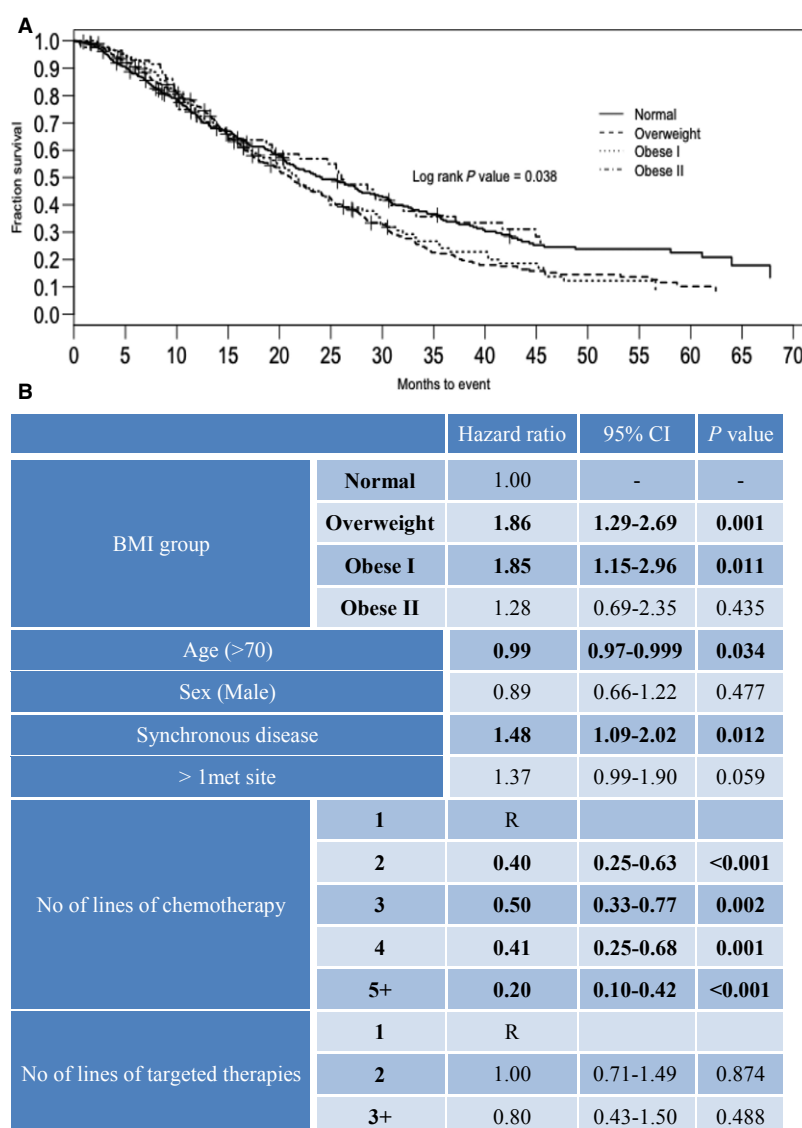 A
Fraction survival
1.0
0.9
0.8
0.7
0.6
0.5
0.4
0.3
0.2
0.1
0.0
Normal
Overweight
Obese I
Obese II
Log rank P value = 0.038
0 5 10 15 20 25 30 35 40 45 50 55 60 65 70
Months to event
B
Hazard ratio 95% CI P value
BMI group
Normal 1.00 - -
Overweight 1.86 1.29-2.69 0.001
Obese I 1.85 1.15-2.96 0.011
Obese II 1.28 0.69-2.35 0.435
Age (>70) 0.99 0.97-0.999 0.034
Sex (Male) 0.89 0.66-1.22 0.477
Synchronous disease 1.48 1.09-2.02 0.012
> 1met site 1.37 0.99-1.90 0.059
No of lines of chemotherapy
1 R
2 0.40 0.25-0.63 <0.001
3 0.50 0.33-0.77 0.002
4 0.41 0.25-0.68 0.001
5+ 0.20 0.10-0.42 <0.001
No of lines of targeted therapies
1 R
2 1.00 0.71-1.49 0.874
3+ 0.80 0.43-1.50 0.488